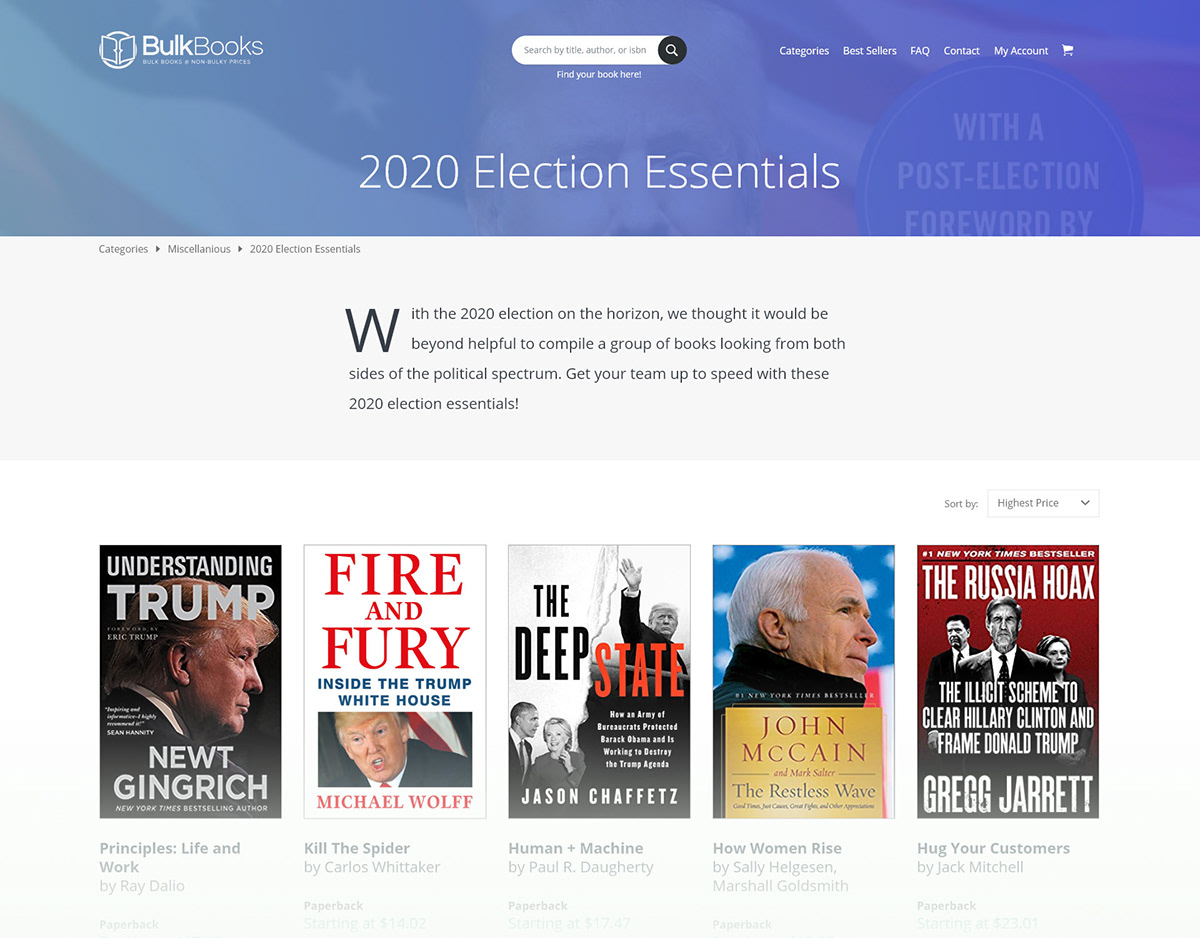 BulkBooks
BULK BOOKS @ NON-BULKY PRICES
Search by title, author, or isbn
Find your book here!
Categories Best Sellers FAQ Contact My Account
WITH A
POST-ELECTION
FOREWORD BY
2020 Election Essentials
Categories Miscellanious 2020 Election Essentials
With the 2020 election on the horizon, we thought it would be
beyond helpful to compile a group of books looking from both
sides of the political spectrum. Get your team up to speed with these
2020 election essentials!
Sort by: Highest Price
UNDERSTANDING
TRUMP
FOREWORD BY
ERIC TRUMP
"Inspiring and
informative—I highly
recommend it!"
SEAN HANNITY
NEWT
GINGRICH
NEW YORK TIMES BESTSELLING AUTHOR
FIRE
AND
FURY
INSIDE THE TRUMP
WHITE HOUSE
MICHAEL WOLFF
THE
DEEP
STATE
How an Army of
Bureaucrats Protected
Barack Obama and Is
Working to Destroy
the Trump Agenda
JASON CHAFFETZ
#1 NEW YORK TIMES BESTSELLER
JOHN
McCAIN
and Mark Salter
The Restless Wave
Good Times, Just Causes, Great Fights, and Other Appreciations
#1 NEW YORK TIMES BESTSELLER
THE RUSSIA HOAX
THE ILLICIT SCHEME TO
CLEAR HILLARY CLINTON AND
FRAME DONALD TRUMP
GREGG JARRETT
Principles: Life and
Work
by Ray Dalio
Paperback
Kill The Spider
by Carlos Whittaker
Paperback
Starting at $14.02
Human + Machine
by Paul R. Daugherty
Paperback
Starting at $17.47
How Women Rise
by Sally Helgesen,
Marshall Goldsmith
Paperback
Hug Your Customers
by Jack Mitchell
Paperback
Starting at $23.01